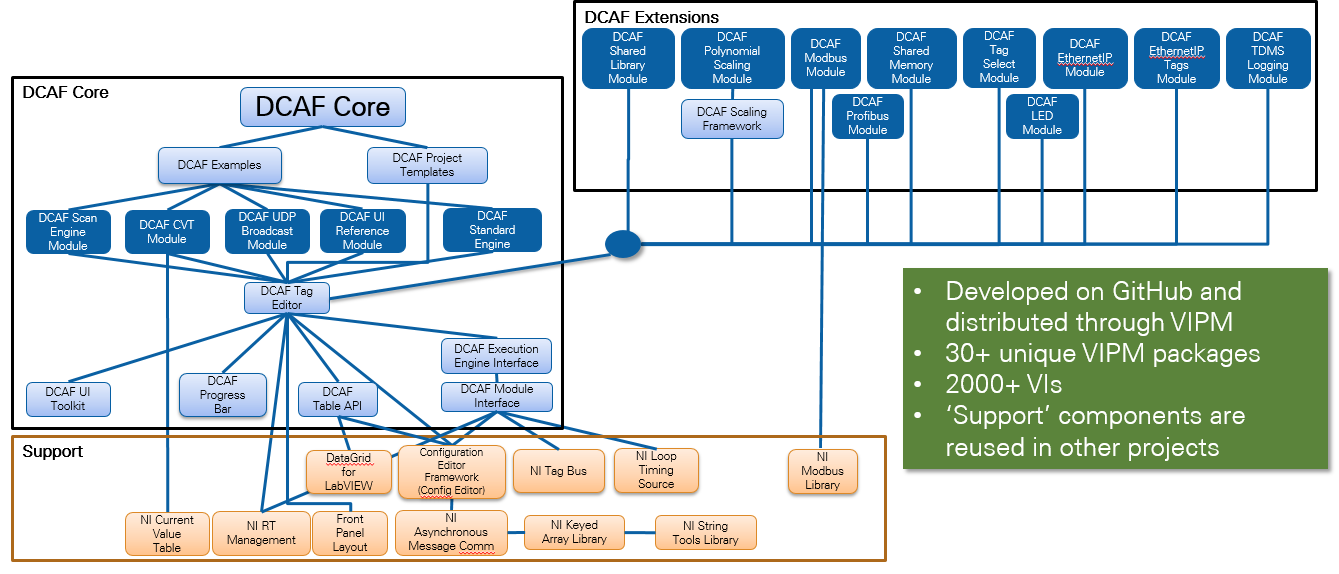 DCAF Extensions
DCAF
Shared
Library
Module
DCAF
Polynomial
Scaling
Module
DCAF
Modbus
Module
DCAF
Shared
Memory
Module
DCAF
Tag
Select
Module
DCAF
EthernetIP
Module
DCAF
EthernetIP
Tags
Module
DCAF
TDMS
Logging
Module
DCAF Scaling
Framework
DCAF
Profibus
Module
DCAF
LED
Module
DCAF Core
DCAF Core
DCAF Examples
DCAF Project
Templates
DCAF Scan
Engine
Module
DCAF CVT
Module
DCAF UDP
Broadcast
Module
DCAF UI
Reference
Module
DCAF
Standard
Engine
DCAF Tag
Editor
DCAF Execution
Engine Interface
DCAF UI
Toolkit
DCAF
Progress
Bar
DCAF
Table API
DCAF Module
Interface
• Developed on GitHub and
distributed through VIPM
• 30+ unique VIPM packages
• 2000+ VIs
• ‘Support’ components are
reused in other projects
Support
DataGrid
for
LabVIEW
Configuration
Editor
Framework
(Config Editor)
NI Tag Bus
NI Loop
Timing
Source
NI
Modbus
Library
NI Current
Value
Table
NI RT
Management
Front
Panel
Layout
NI
Asynchronous
Message Comm
NI Keyed
Array Library
NI String
Tools Library